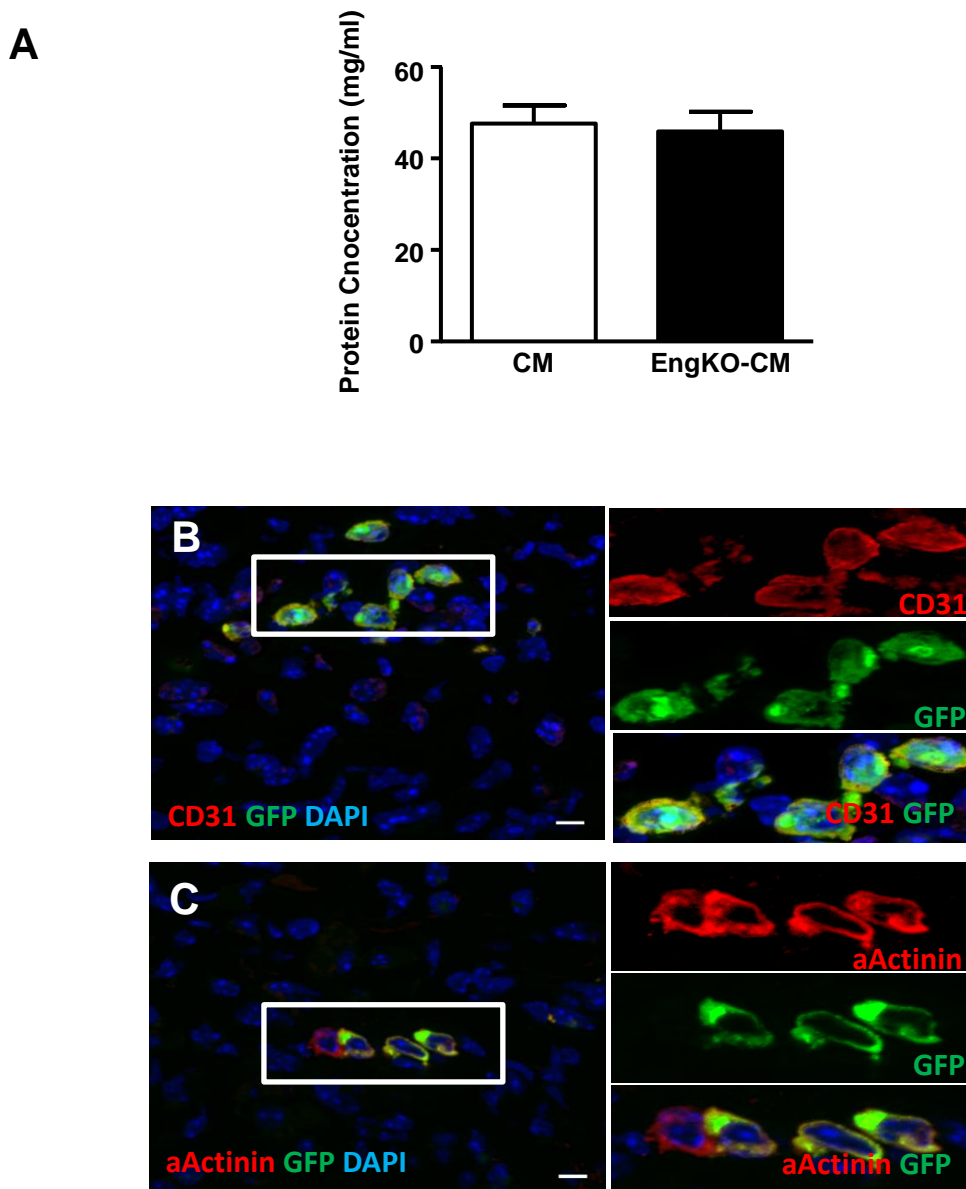 A
Protein Cnocentration (mg/ml)
60
40
20
0
CM EngKO-CM
B
CD31 GFP DAPI
CD31
GFP
CD31 GFP
C
aActinin GFP DAPI
aActinin
GFP
aActinin GFP